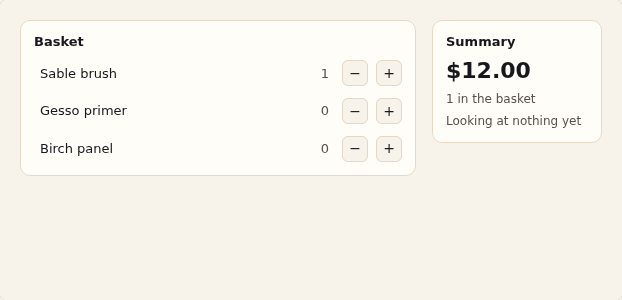 Basket
Sable brush 1 − +
Gesso primer 0 − +
Birch panel 0 − +
Summary
$12.00
1 in the basket
Looking at nothing yet